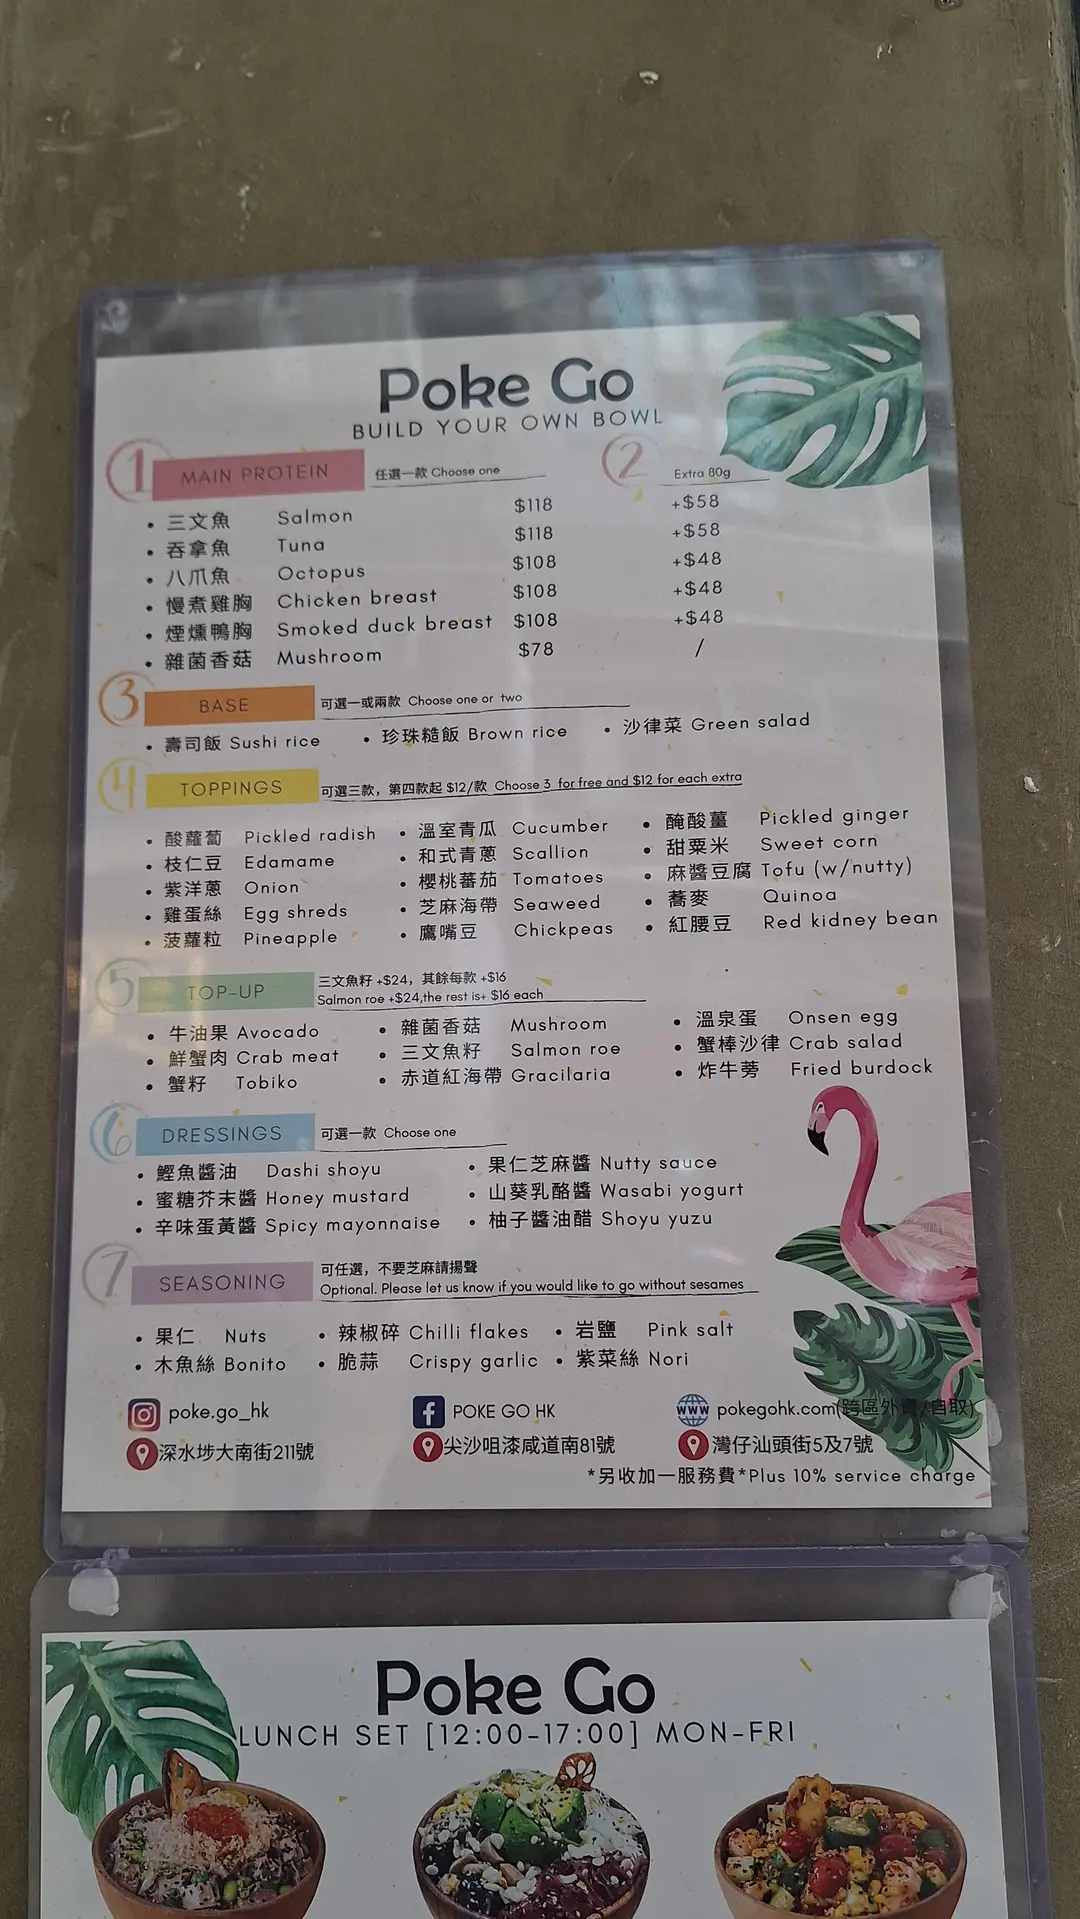 Poke Go
BUILD YOUR OWN BOWL
1 MAIN PROTEIN 任選一款 Choose one 2 Extra 80g
• 三文魚 Salmon $118 +$58
• 吞拿魚 Tuna $118 +$58
• 八爪魚 Octopus $108 +$48
• 慢煮雞胸 Chicken breast $108 +$48
• 煙燻鴨胸 Smoked duck breast $108 +$48
• 雜菌香菇 Mushroom $78 /
3 BASE 可選一或兩款 Choose one or two
• 壽司飯 Sushi rice • 珍珠糙飯 Brown rice • 沙律菜 Green salad
4 TOPPINGS 可選三款，第四款起 $12/款 Choose 3 for free and $12 for each extra
• 酸蘿蔔 Pickled radish • 溫室青瓜 Cucumber • 醃酸薑 Pickled ginger
• 枝仁豆 Edamame • 和式青蔥 Scallion • 甜粟米 Sweet corn
• 紫洋蔥 Onion • 櫻桃蕃茄 Tomatoes • 麻醬豆腐 Tofu (w/nutty)
• 雞蛋絲 Egg shreds • 芝麻海帶 Seaweed • 蕎麥 Quinoa
• 菠蘿粒 Pineapple • 鷹嘴豆 Chickpeas • 紅腰豆 Red kidney bean
5 TOP-UP 三文魚籽 +$24，其餘每款 +$16
Salmon roe +$24,the rest is+ $16 each
• 牛油果 Avocado • 雜菌香菇 Mushroom • 溫泉蛋 Onsen egg
• 鮮蟹肉 Crab meat • 三文魚籽 Salmon roe • 蟹棒沙律 Crab salad
• 蟹籽 Tobiko • 赤道紅海帶 Gracilaria • 炸牛蒡 Fried burdock
6 DRESSINGS 可選一款 Choose one
• 鰹魚醬油 Dashi shoyu • 果仁芝麻醬 Nutty sauce
• 蜜糖芥末醬 Honey mustard • 山葵乳酪醬 Wasabi yogurt
• 辛味蛋黃醬 Spicy mayonnaise • 柚子醬油醋 Shoyu yuzu
7 SEASONING 可任選，不要芝麻請揚聲
Optional. Please let us know if you would like to go without sesames
• 果仁 Nuts • 辣椒碎 Chilli flakes • 岩鹽 Pink salt
• 木魚絲 Bonito • 脆蒜 Crispy garlic • 紫菜絲 Nori
poke.go_hk POKE GO HK www pokegohk.com(跨區外賣/自取)
深水埗大南街211號 尖沙咀漆咸道南81號 灣仔汕頭街5及7號
*另收加一服務費*Plus 10% service charge
Poke Go
LUNCH SET [12:00-17:00] MON-FRI